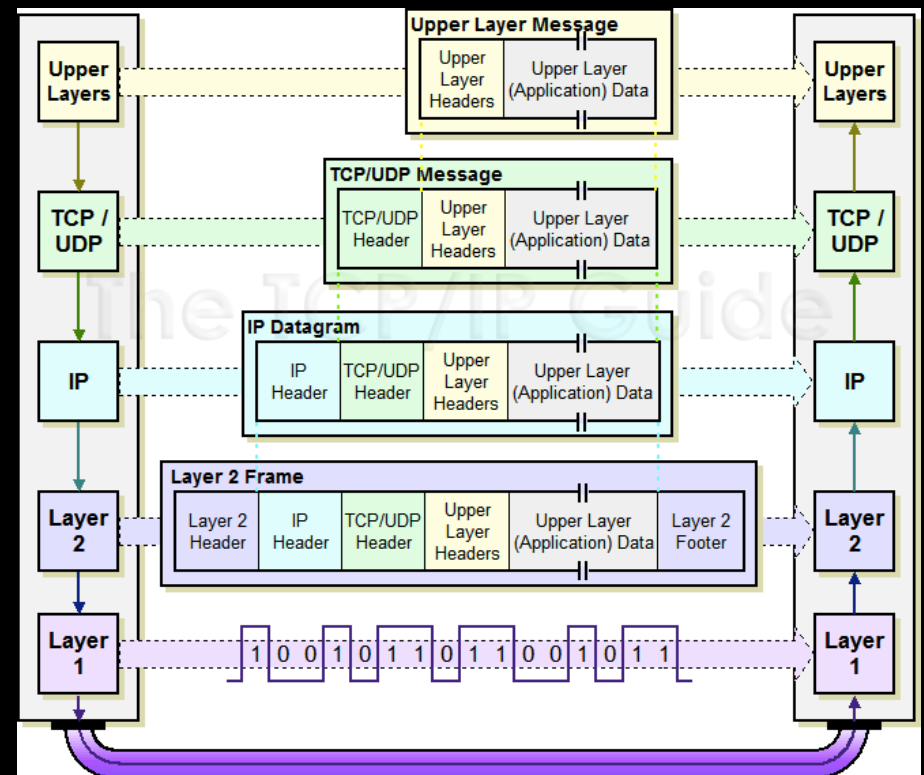 Upper Layer Message
Upper
Layers
Upper
Layer
Headers
Upper Layer
(Application) Data
Upper
Layers
TCP/UDP Message
TCP /
UDP
TCP/UDP
Header
Upper
Layer
Headers
Upper Layer
(Application) Data
TCP /
UDP
The TCP/IP Guide
IP Datagram
IP
IP
Header
TCP/UDP
Header
Upper
Layer
Headers
Upper Layer
(Application) Data
IP
Layer 2 Frame
Layer
2
Layer 2
Header
IP
Header
TCP/UDP
Header
Upper
Layer
Headers
Upper Layer
(Application) Data
Layer 2
Footer
Layer
2
Layer
1
1 0 0 1 0 1 1 0 1 1 0 0 1 0 1 1
Layer
1